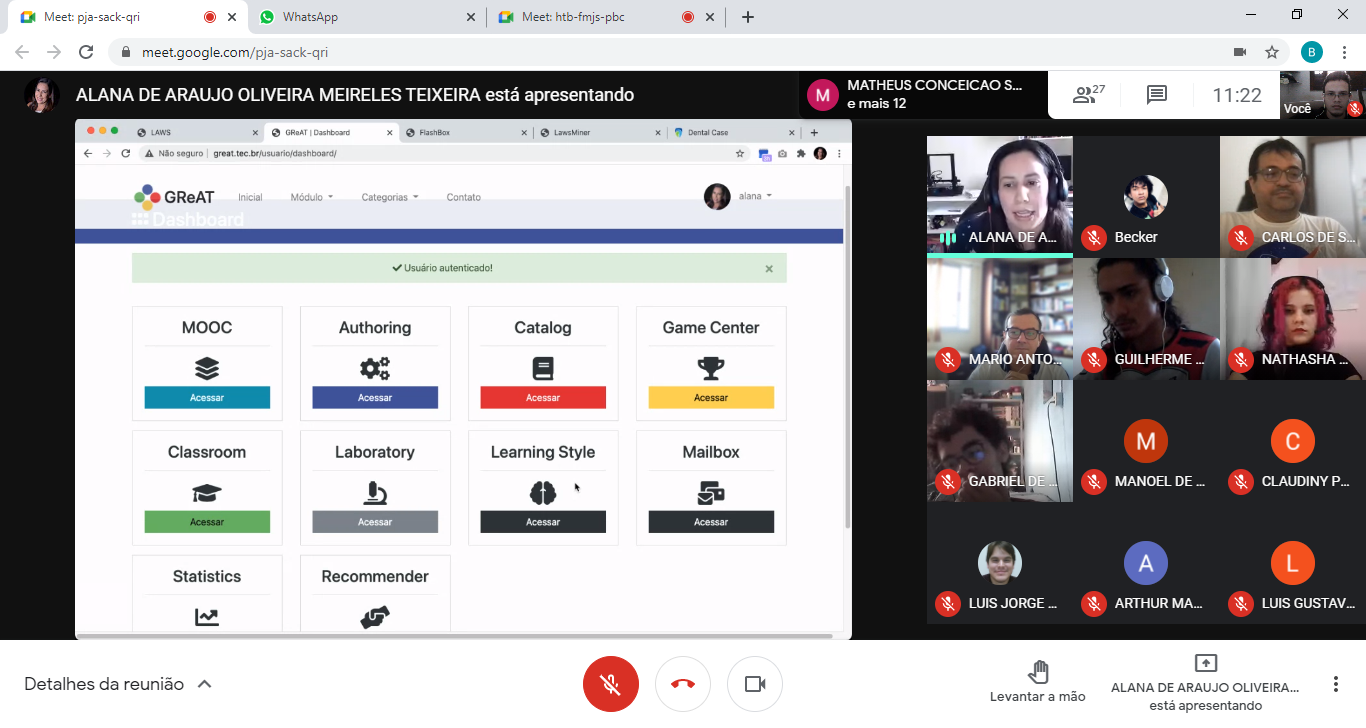 Meet: pja-sack-qri
WhatsApp
Meet: htb-fmjs-pbc
meet.google.com/pja-sack-qri
B
ALANA DE ARAUJO OLIVEIRA MEIRELES TEIXEIRA está apresentando
M
MATHEUS CONCEICAO S...
e mais 12
27
11:22
Você
LAWS
GReAT | Dashboard
FlashBox
LawsMiner
Dental Case
Não seguro
great.tec.br/usuario/dashboard/
GReAT
Inicial
Módulo
Categorias
Contato
alana
Dashboard
Usuário autenticado!
MOOC
Authoring
Catalog
Game Center
Acessar
Acessar
Acessar
Acessar
Classroom
Laboratory
Learning Style
Mailbox
Acessar
Acessar
Acessar
Acessar
Statistics
Recommender
ALANA DE A...
Becker
CARLOS DE S...
MARIO ANTO...
GUILHERME ...
NATHASHA ...
GABRIEL DE ...
M
MANOEL DE ...
C
CLAUDINY P...
LUIS JORGE ...
A
ARTHUR MA...
L
LUIS GUSTAV...
Detalhes da reunião
Levantar a mão
ALANA DE ARAUJO OLIVEIRA...
está apresentando